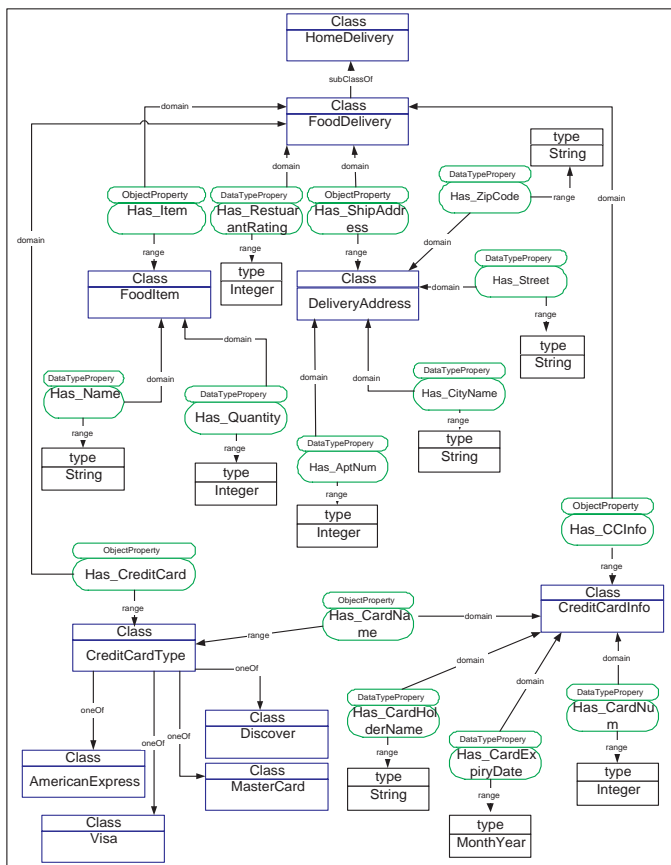 Class
HomeDelivery
subClassOf
Class
FoodDelivery
domain
domain
domain
domain
domain
type
String
DataTypePropery
Has_ZipCode
range
ObjectProperty
Has_Item
DataTypePropery
Has_Restuar
antRating
ObjectProperty
Has_ShipAddr
ess
range
range
range
domain
type
Integer
Class
FoodItem
Class
DeliveryAddress
domain
DataTypePropery
Has_Street
range
type
String
domain
domain
domain
domain
DataTypePropery
Has_Name
range
type
String
DataTypePropery
Has_Quantity
range
type
Integer
DataTypePropery
Has_AptNum
range
type
Integer
DataTypePropery
Has_CityName
range
type
String
ObjectProperty
Has_CCInfo
range
ObjectProperty
Has_CreditCard
range
Class
CreditCardType
range
ObjectProperty
Has_CardNa
me
domain
Class
CreditCardInfo
oneOf
oneOf
oneOf
oneOf
Class
Discover
Class
AmericanExpress
Class
MasterCard
Class
Visa
domain
domain
domain
DataTypePropery
Has_CardHol
derName
range
type
String
DataTypePropery
Has_CardEx
piryDate
range
type
MonthYear
DataTypePropery
Has_CardNu
m
range
type
Integer